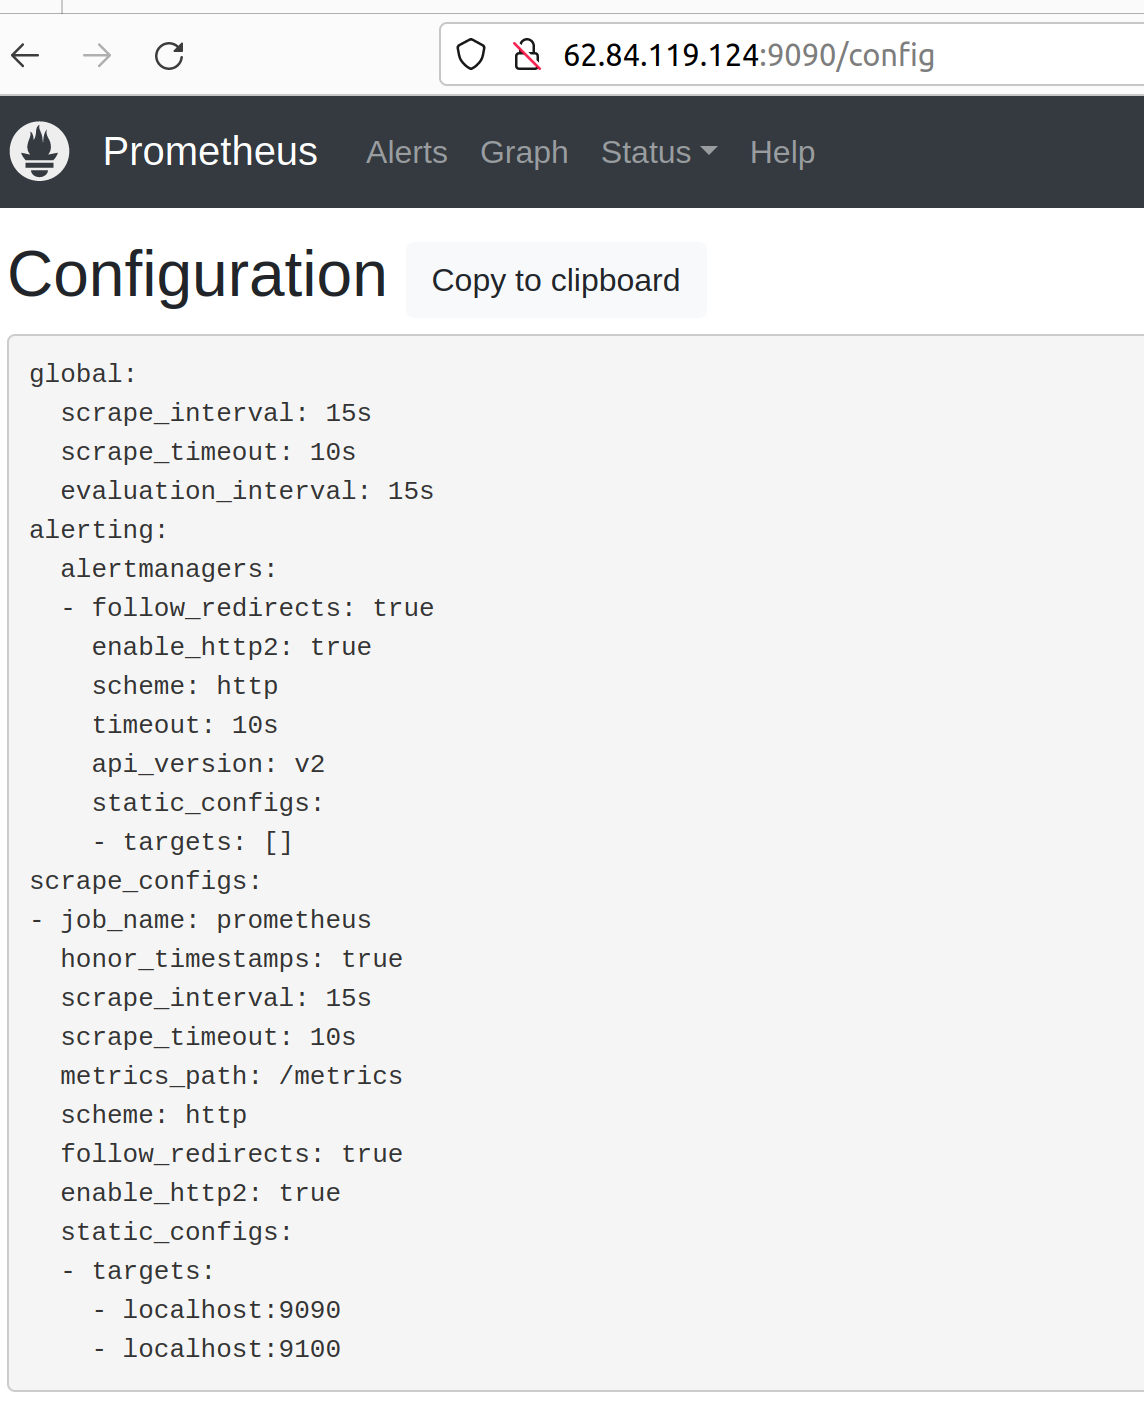 62.84.119.124:9090/config
Prometheus Alerts Graph Status Help
Configuration Copy to clipboard
global:
  scrape_interval: 15s
  scrape_timeout: 10s
  evaluation_interval: 15s
alerting:
  alertmanagers:
  - follow_redirects: true
    enable_http2: true
    scheme: http
    timeout: 10s
    api_version: v2
    static_configs:
    - targets: []
scrape_configs:
- job_name: prometheus
  honor_timestamps: true
  scrape_interval: 15s
  scrape_timeout: 10s
  metrics_path: /metrics
  scheme: http
  follow_redirects: true
  enable_http2: true
  static_configs:
  - targets:
    - localhost:9090
    - localhost:9100